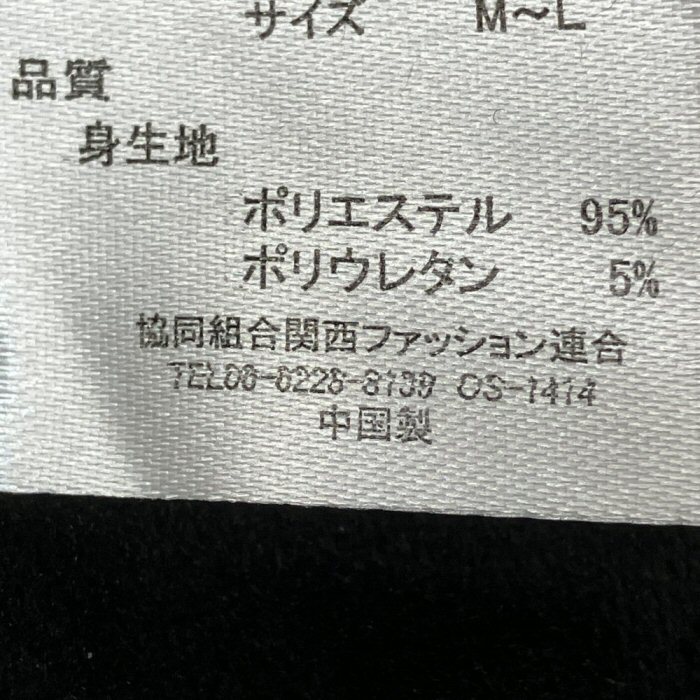 サイズ M〜L
品質
身生地
ポリエステル 95%
ポリウレタン 5%
協同組合関西ファッション連合
TEL06-6228-8139 OS-1414
中国製